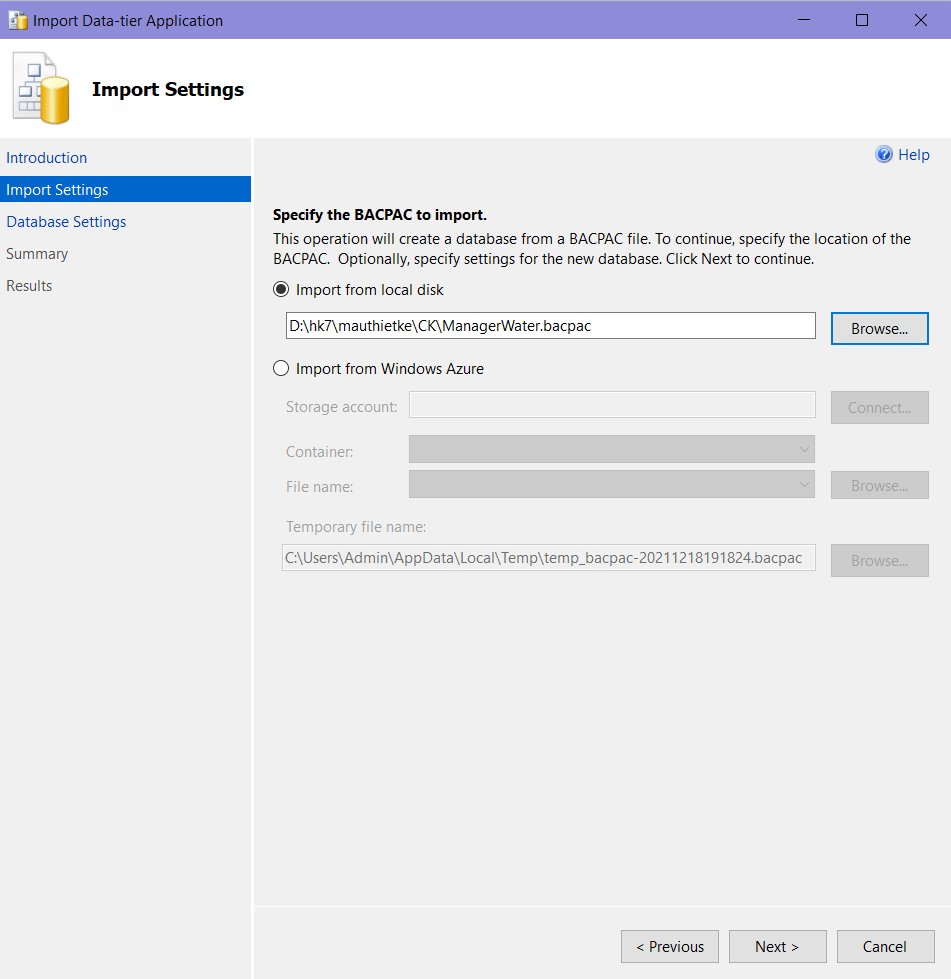 Import Data-tier Application
Import Settings
Introduction
Import Settings
Database Settings
Summary
Results
Help
Specify the BACPAC to import.
This operation will create a database from a BACPAC file. To continue, specify the location of the
BACPAC.  Optionally, specify settings for the new database. Click Next to continue.
Import from local disk
D:\hk7\mauthietke\CK\ManagerWater.bacpac
Browse...
Import from Windows Azure
Storage account:
Connect...
Container:
File name:
Browse...
Temporary file name:
C:\Users\Admin\AppData\Local\Temp\temp_bacpac-20211218191824.bacpac
Browse...
< Previous
Next >
Cancel